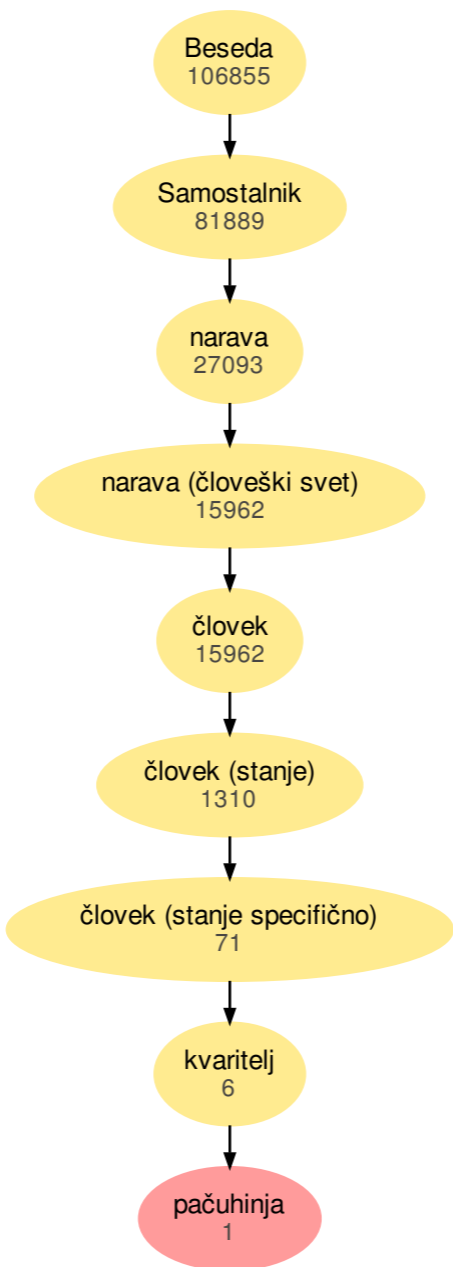 Beseda
106855
Samostalnik
81889
narava
27093
narava (človeški svet)
15962
človek
15962
človek (stanje)
1310
človek (stanje specifično)
71
kvaritelj
6
pačuhinja
1